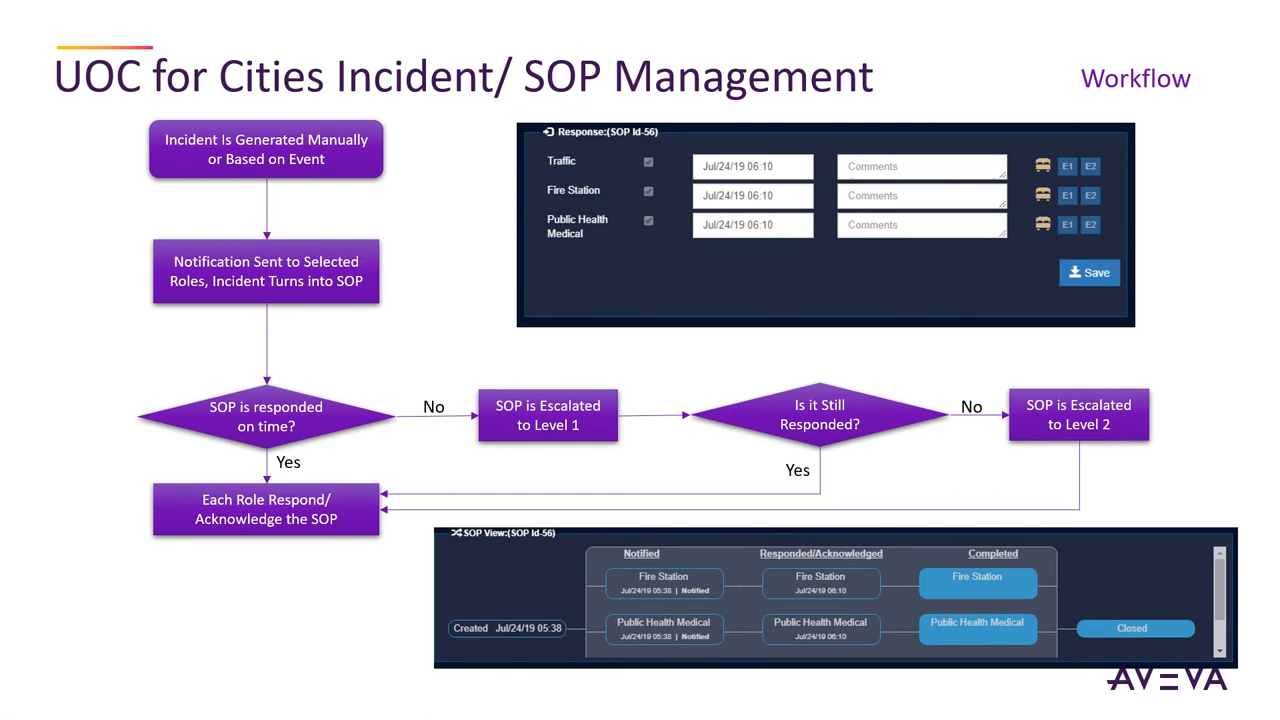 UOC for Cities Incident/ SOP Management
Workflow
Incident Is Generated Manually
or Based on Event
Notification Sent to Selected
Roles, Incident Turns into SOP
SOP is responded
on time?
No
SOP is Escalated
to Level 1
Is it Still
Responded?
No
SOP is Escalated
to Level 2
Yes
Yes
Each Role Respond/
Acknowledge the SOP
Response:(SOP Id-56)
Traffic Jul/24/19 06:10 Comments E1 E2
Fire Station Jul/24/19 06:10 Comments E1 E2
Public Health
Medical
Jul/24/19 06:10 Comments E1 E2
Save
SOP View:(SOP Id-56)
Notified Responded/Acknowledged Completed
Fire Station Fire Station Fire Station
Jul/24/19 05:38 | Notified Jul/24/19 06:10
Created Jul/24/19 05:38
Public Health Medical Public Health Medical Public Health Medical
Jul/24/19 05:38 | Notified Jul/24/19 06:10
Closed
AVEVA